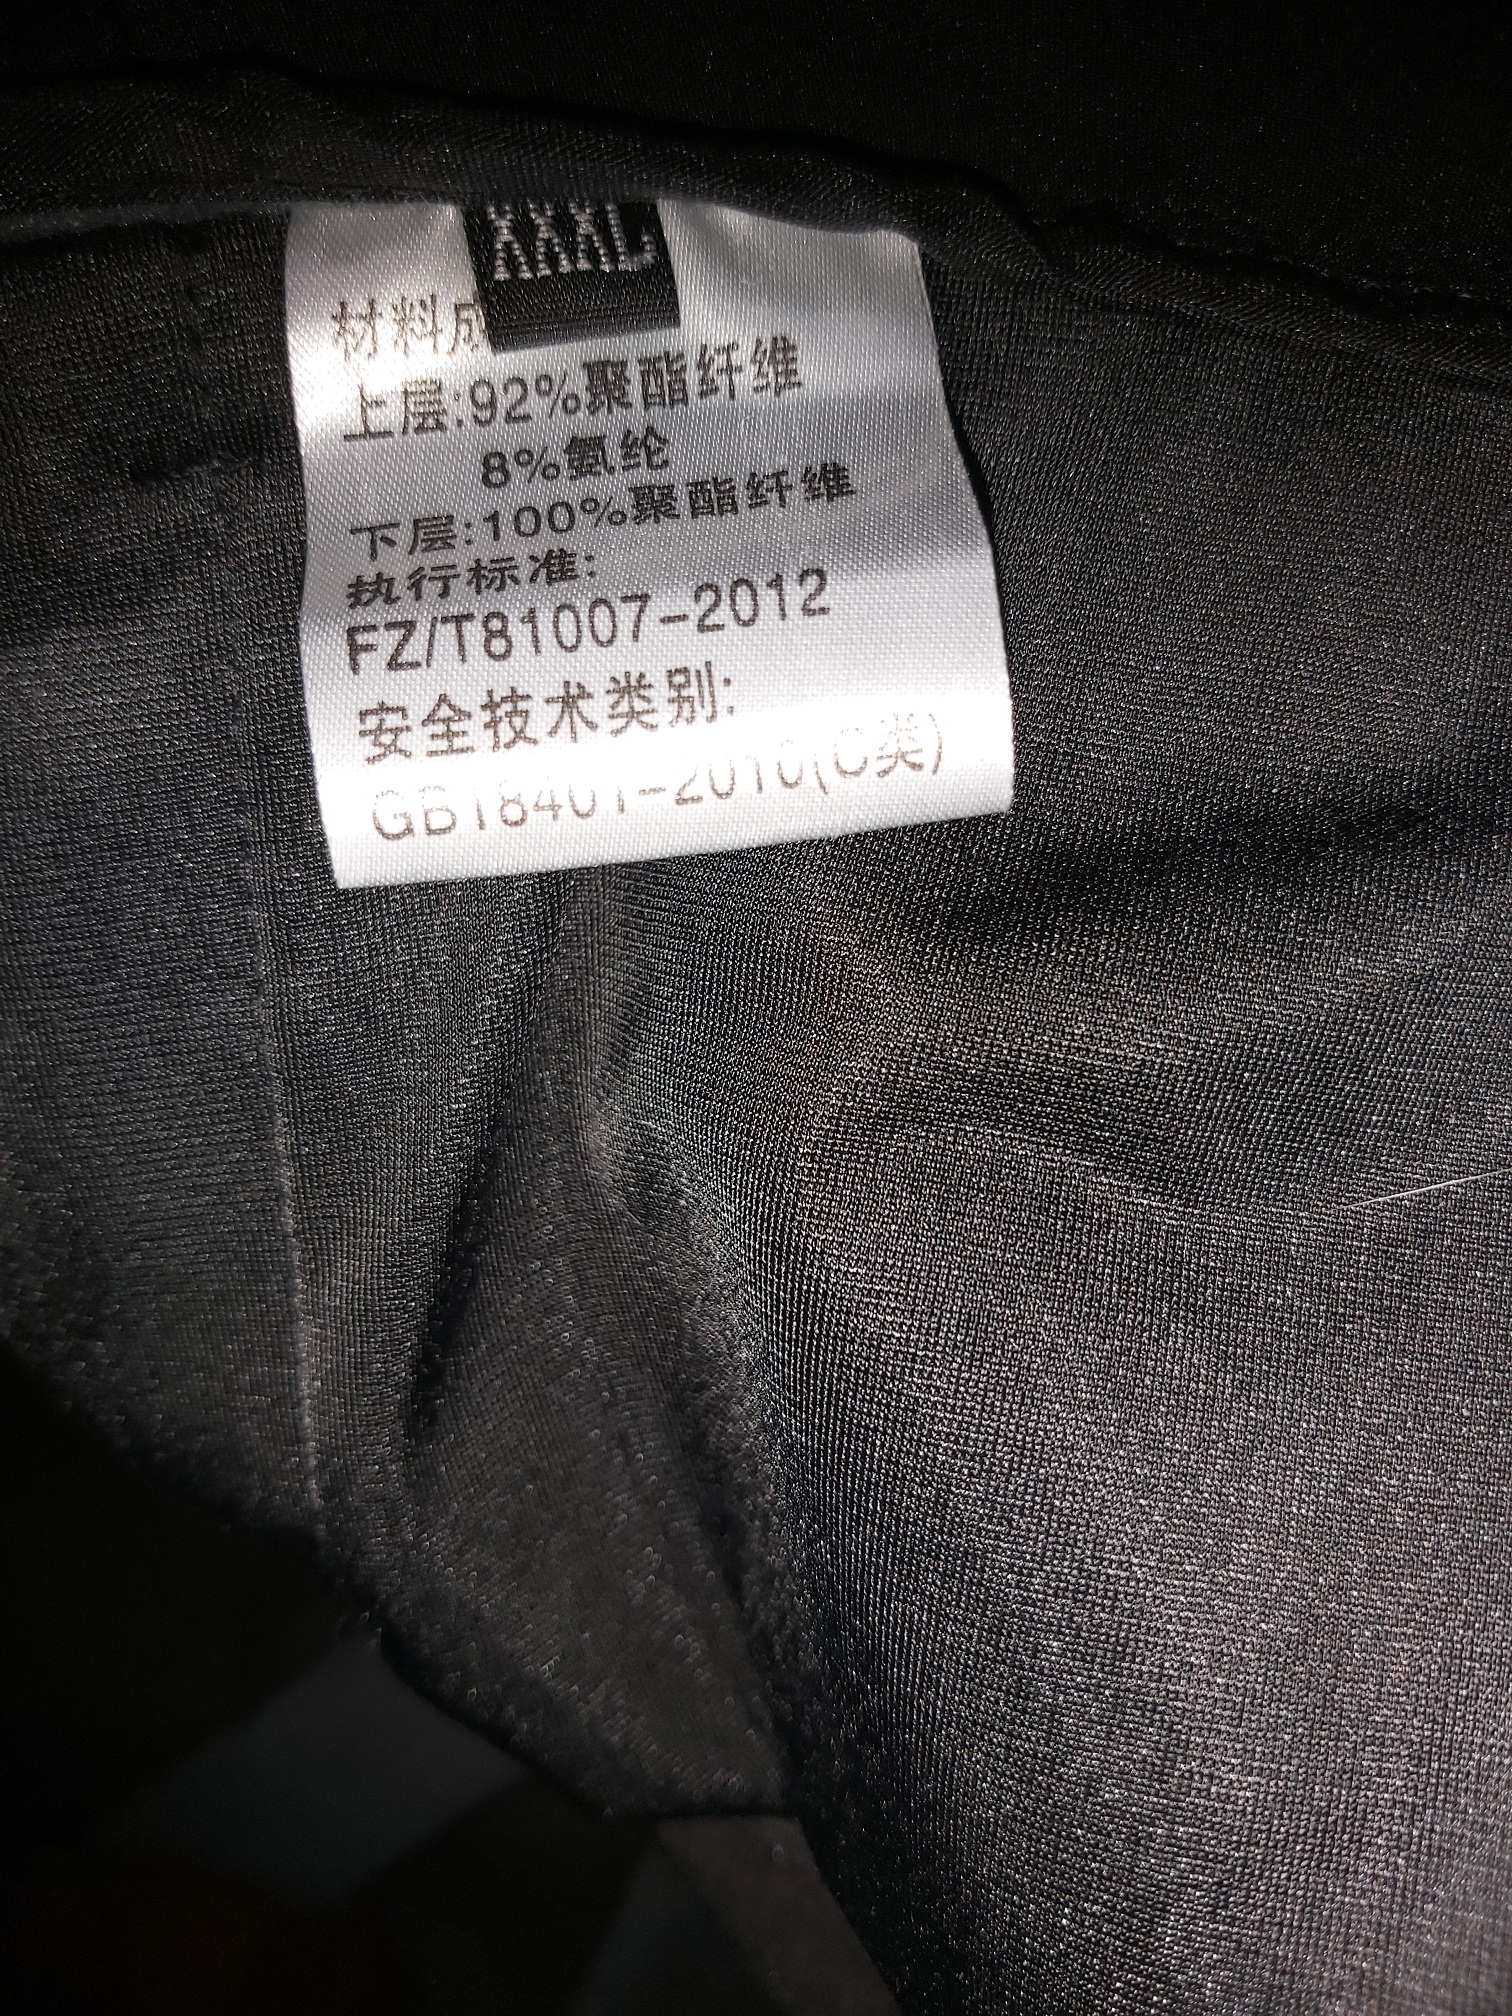 XXXL
材料成
上层:92%聚酯纤维
8%氨纶
下层:100%聚酯纤维
执行标准:
FZ/T81007-2012
安全技术类别:
GB18401-2010(C类)